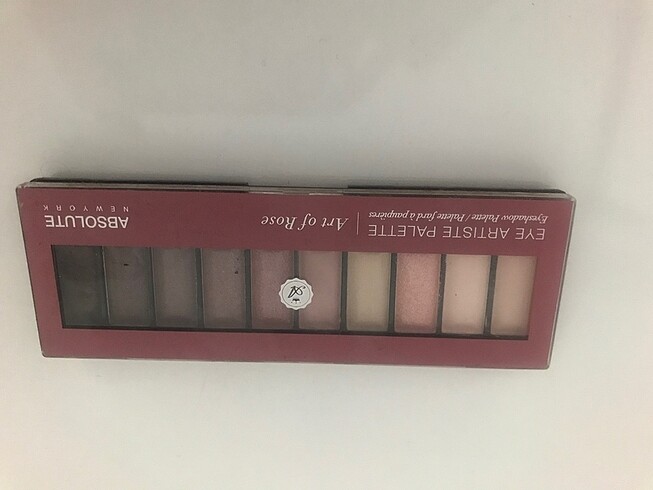 EYE ARTISTE PALETTE | Art of Rose
Eyeshadow Palette / Palette fard à paupières
ABSOLUTE
NEW YORK
A